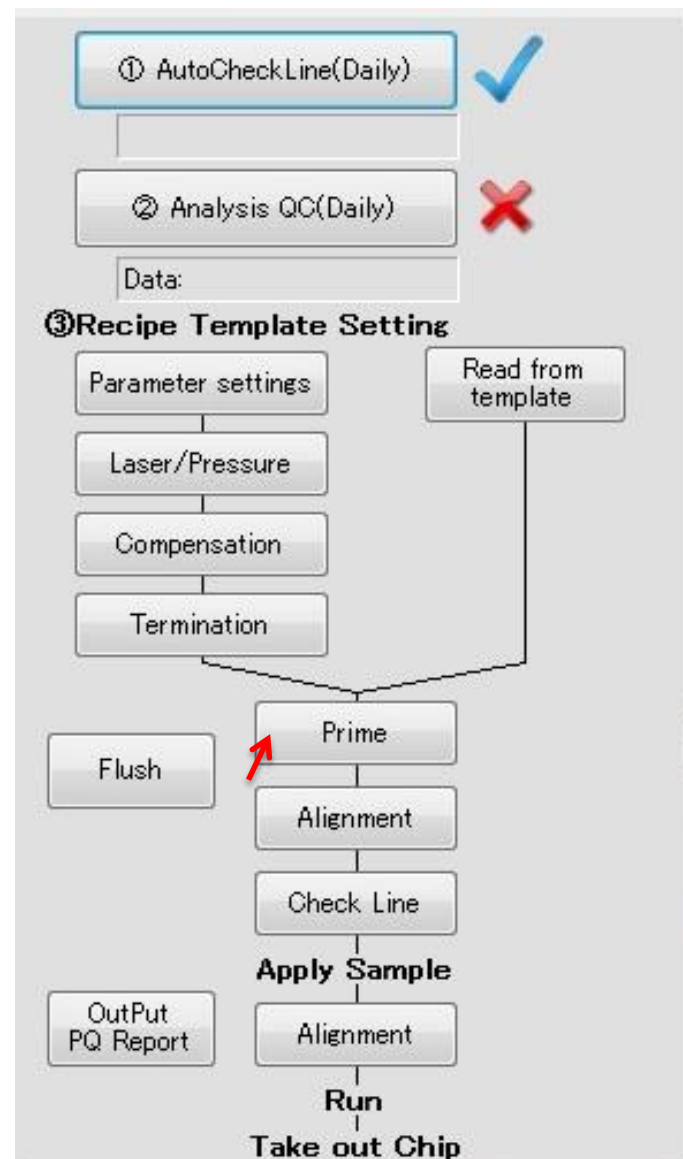 ① AutoCheckLine(Daily)
② Analysis QC(Daily)
Data:
③Recipe Template Setting
Parameter settings
Read from
template
Laser/Pressure
Compensation
Termination
Prime
Flush
Alignment
Check Line
Apply Sample
OutPut
PQ Report
Alignment
Run
Take out Chip